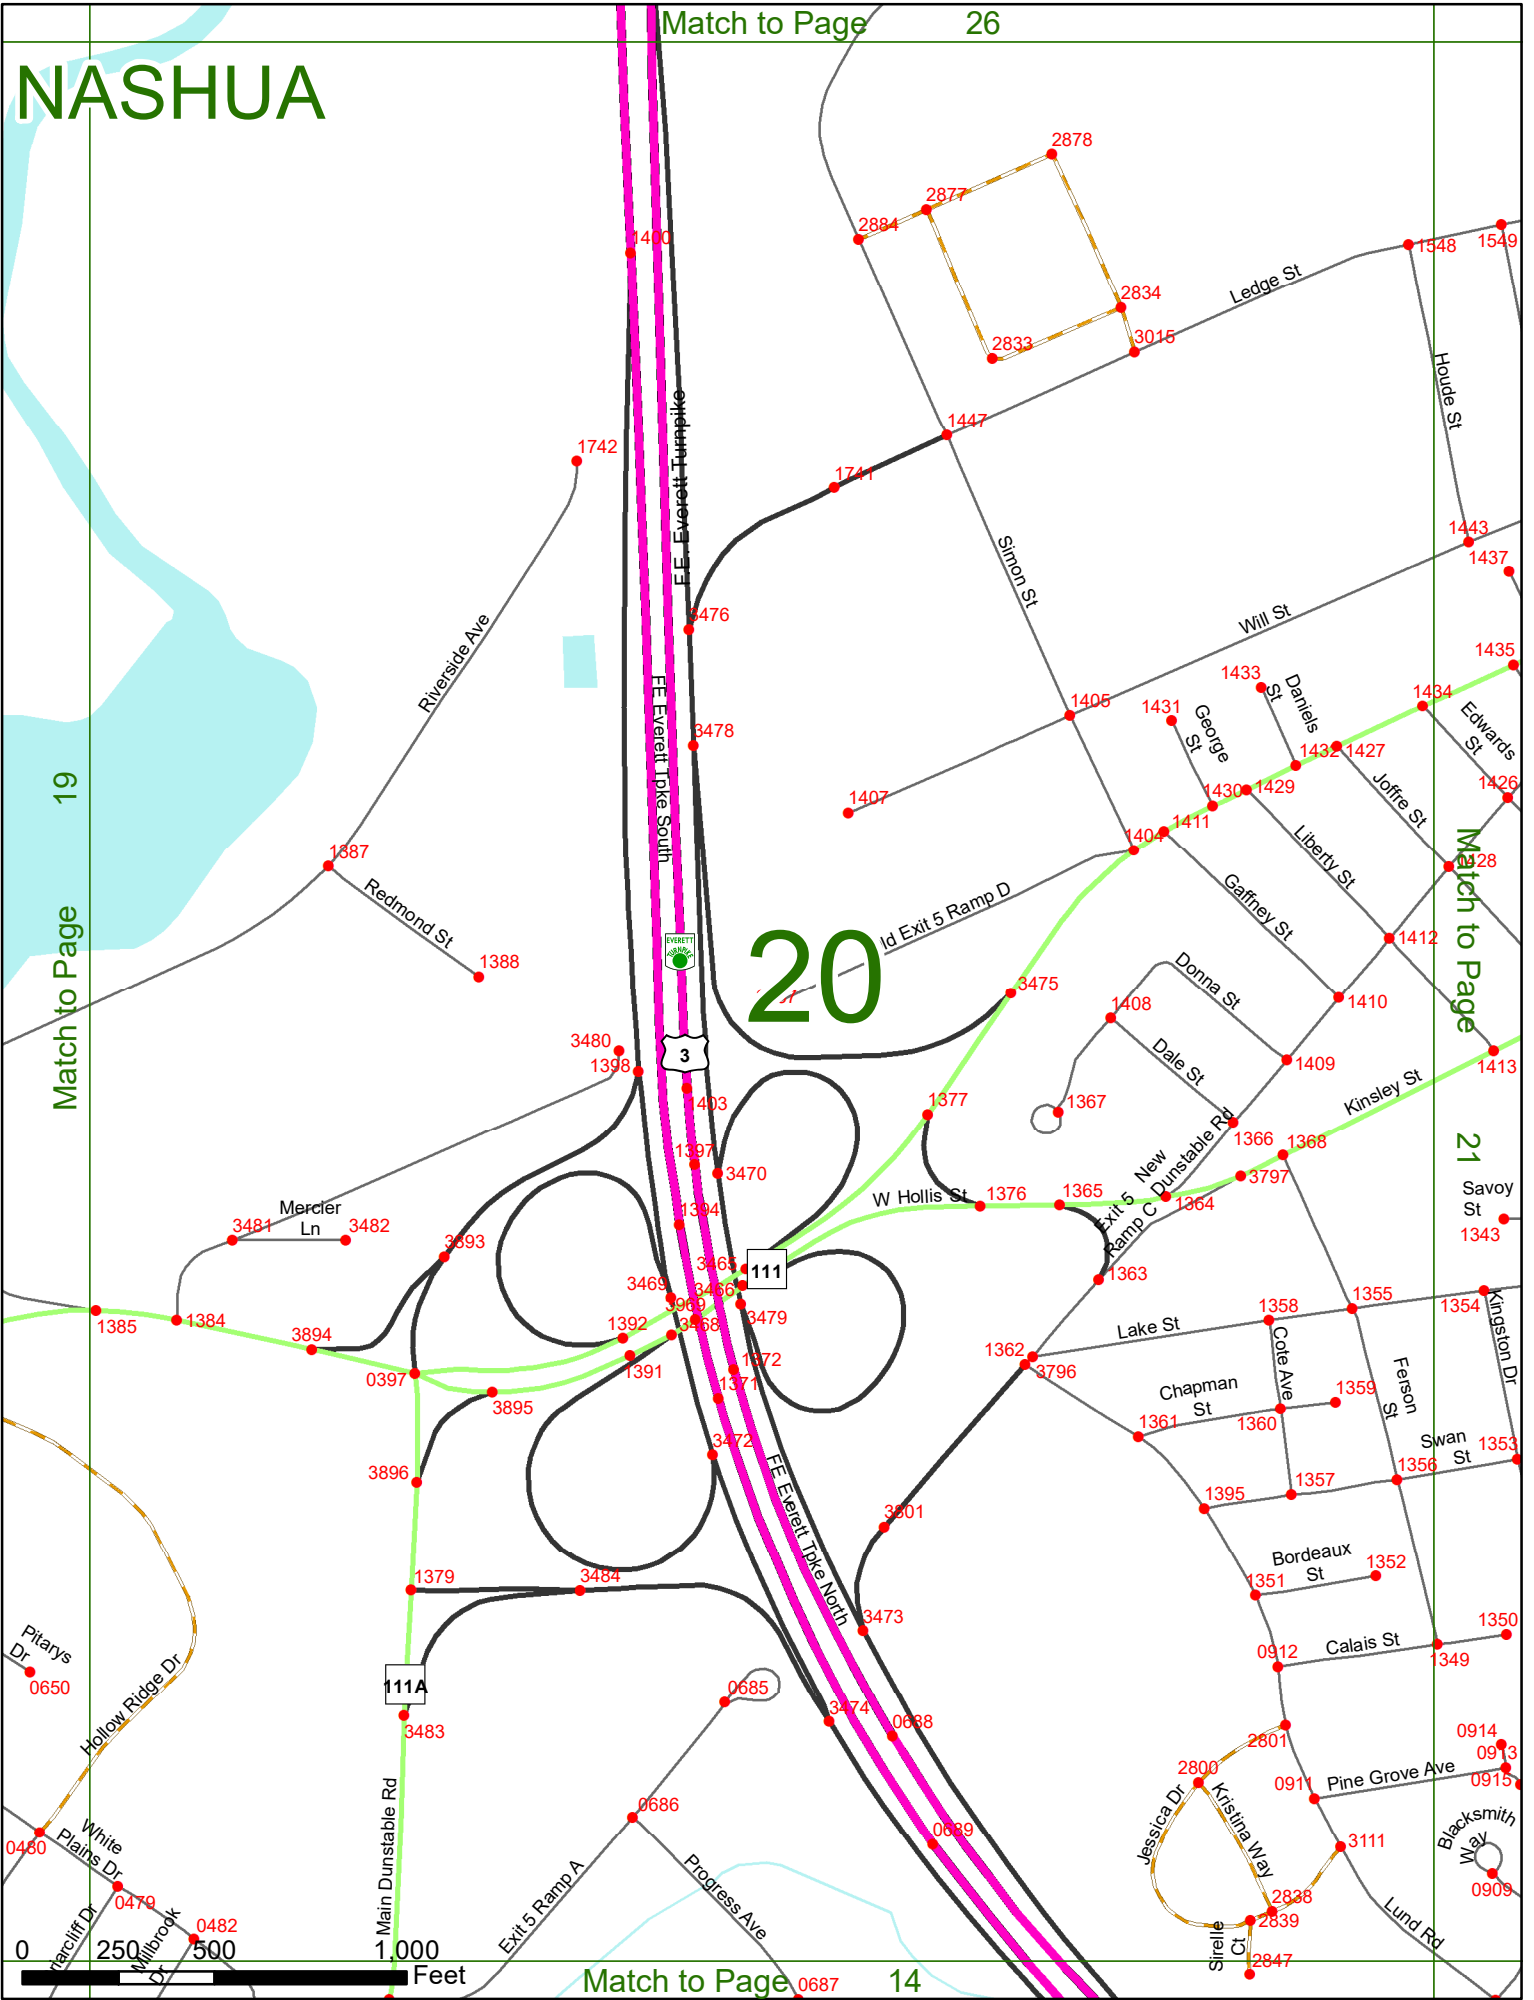 Match to Page 26
NASHUA
2878
2877
2884
1400
1548
1549
Ledge St
2834
3015
2833
Houde St
F.E. Everett Turnpike
1447
1742
1741
Simon St
1443
1437
3476
Will St
Riverside Ave
1435
FE Everett Tpke South
1433
Daniels
St
1434
1405
1431
George
St
Edwards
St
3478
1432
1427
19
1407
1430
1429
Joffre St
1426
1411
1404
Liberty St
1387
1428
Redmond St
Gaffney St
ld Exit 5 Ramp D
Match to Page
EVERETT
TURNPIKE
20
1412
1388
Donna St
3475
1410
1408
Match to Page
3480
3
Dale St
1409
1398
1413
1403
Kinsley St
1377
1367
1366
1368
21
1397
3470
Exit 5 New
Ramp C Dunstable Rd
3797
W Hollis St
1376
1365
1364
Savoy
St
Mercier
Ln
1394
3481
3482
1343
3893
3465
111
3466
1363
3469
3969
3479
1355
1354
Kingston Dr
1385
1384
1392
3468
1358
Lake St
3894
1391
1362
Cote Ave
0397
1372
3796
Ferson
St
1371
Chapman
St
1359
3895
1360
1361
3472
Swan
St
1353
3896
FE Everett Tpke North
1356
1357
1395
3801
Bordeaux
St
1352
1379
3484
1351
Pitarys
Dr
3473
Calais St
1350
0912
1349
0650
Hollow Ridge Dr
111A
0685
3483
3474
0688
2801
0914
0913
2800
0911
Pine Grove Ave
0915
Jessica Dr
Kristina Way
0686
0689
Blacksmith
Way
White
Plains Dr
0480
3111
Main Dunstable Rd
Exit 5 Ramp A
Progress Ave
0909
0479
2838
2839
Lund Rd
0482
Millbrook
Dr
riarcliff Dr
Sirelle
Ct
2847
0 250 500 1,000
Feet
Match to Page 14
0687